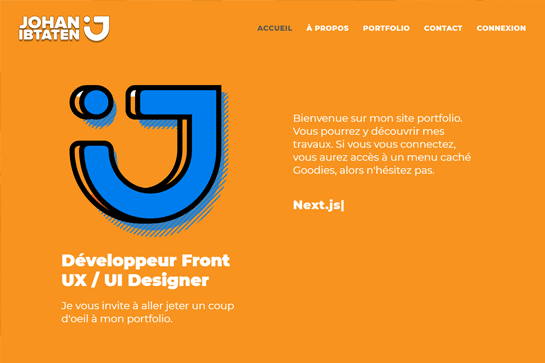 JOHAN
IBTATEN
ACCUEIL
À PROPOS
PORTFOLIO
CONTACT
CONNEXION
Bienvenue sur mon site portfolio.
Vous pourrez y découvrir mes
travaux. Si vous vous connectez,
vous aurez accès à un menu caché
Goodies, alors n'hésitez pas.
Next.js|
Développeur Front
UX / UI Designer
Je vous invite à aller jeter un coup
d'oeil à mon portfolio.